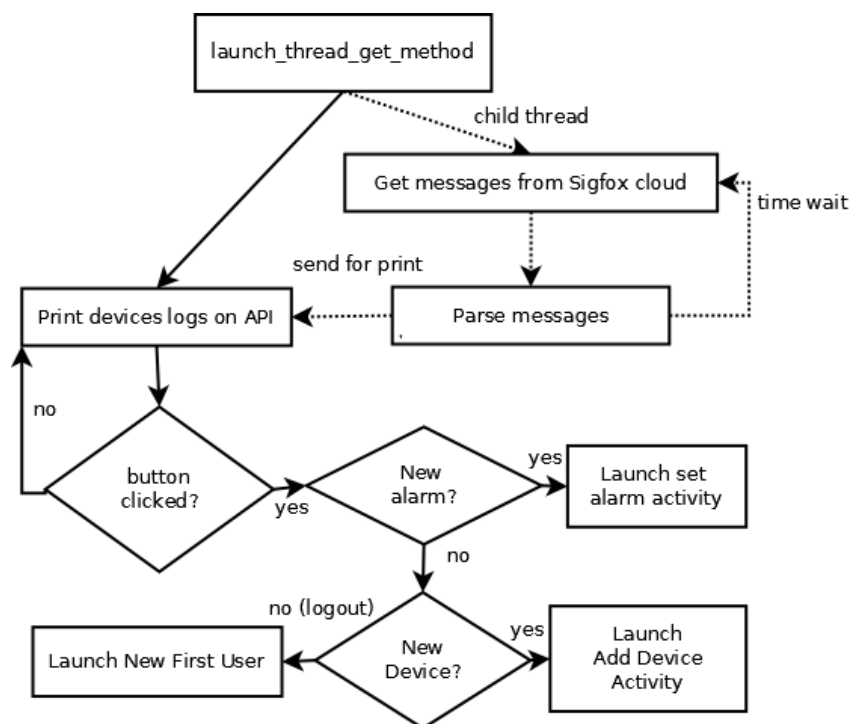 launch_thread_get_method
child thread
Get messages from Sigfox cloud
time wait
send for print
Print devices logs on API
Parse messages
no
button
clicked?
yes
New
alarm?
yes
Launch set
alarm activity
no
no (logout)
Launch New First User
New
Device?
yes
Launch
Add Device
Activity